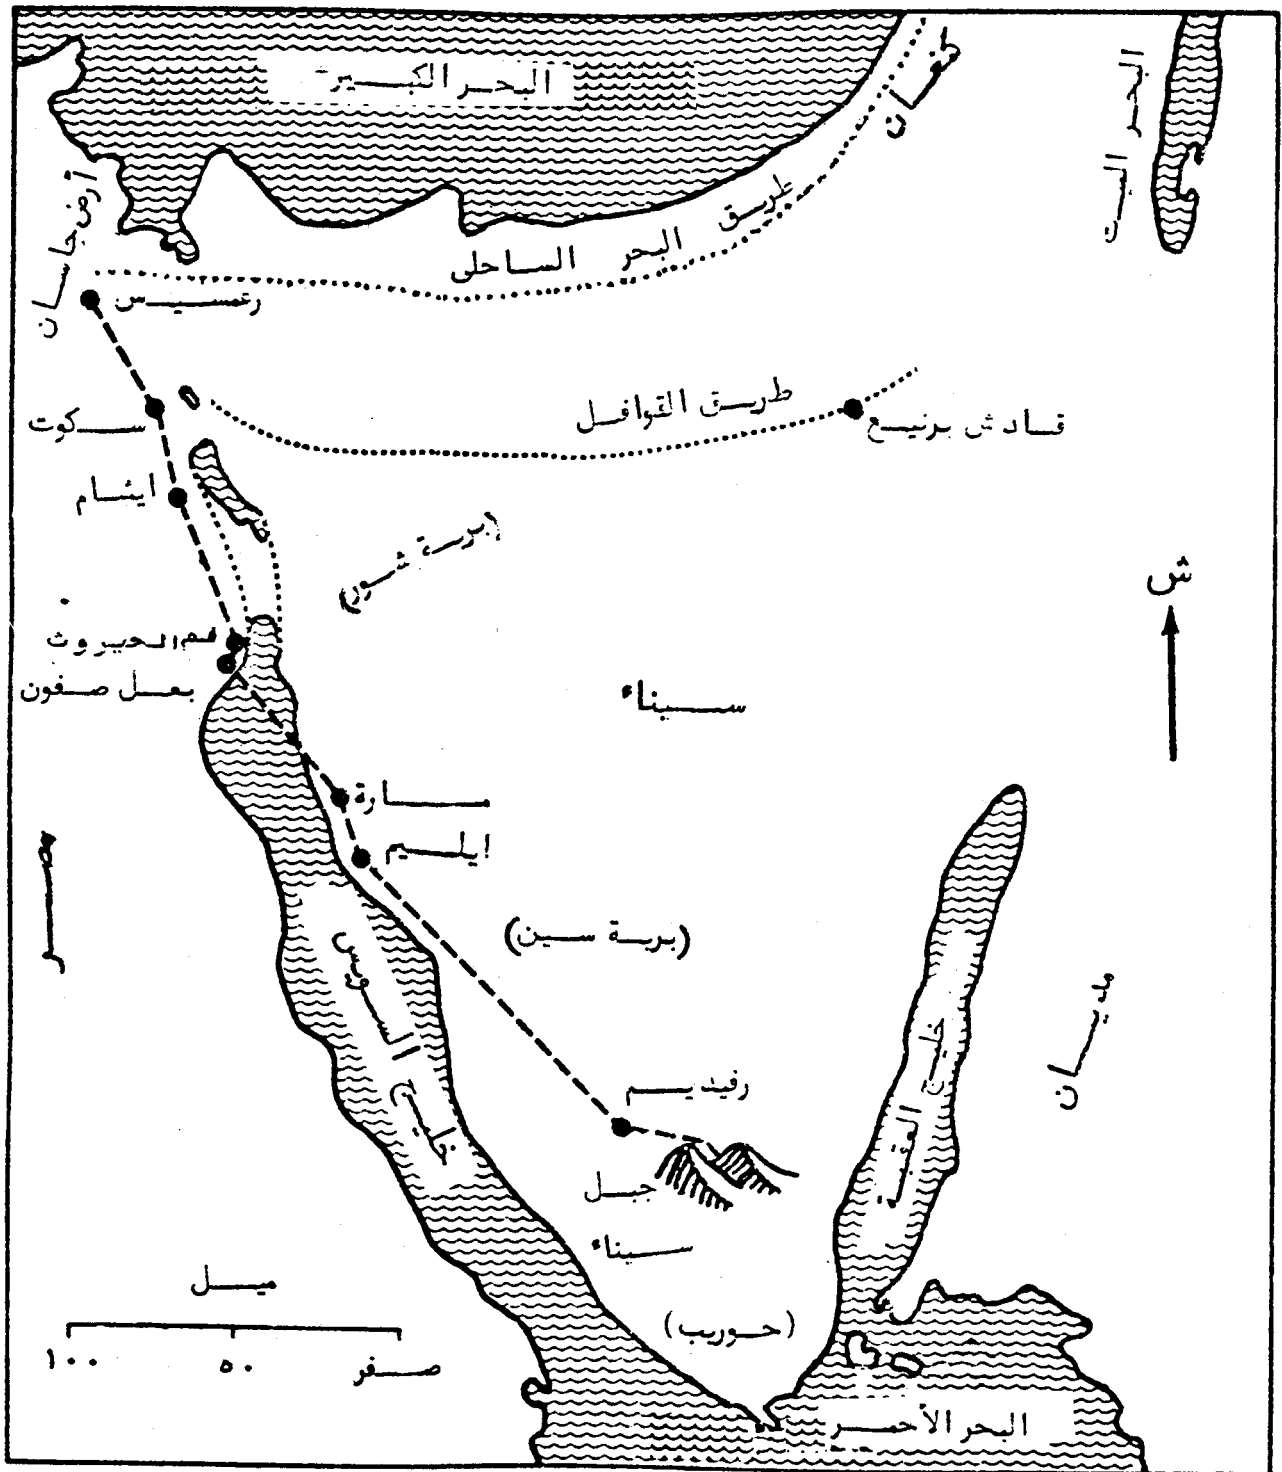 البحر الكبير
كنعان
البحر الميت
أرض جاسان
طريق البحر الساحلى
رعمسيس
طريق القوافل
قادش برنيع
سكوت
ايثام
(برية شور)
ش
فم الحيروث
بعل صفون
سيناء
مارة
ايليم
مصر
(برية سين)
خليج السويس
خليج العقبة
مديان
رفيديم
جبل
سيناء
(حوريب)
ميل
١٠٠ ٥٠ صفر
البحر الأحمر